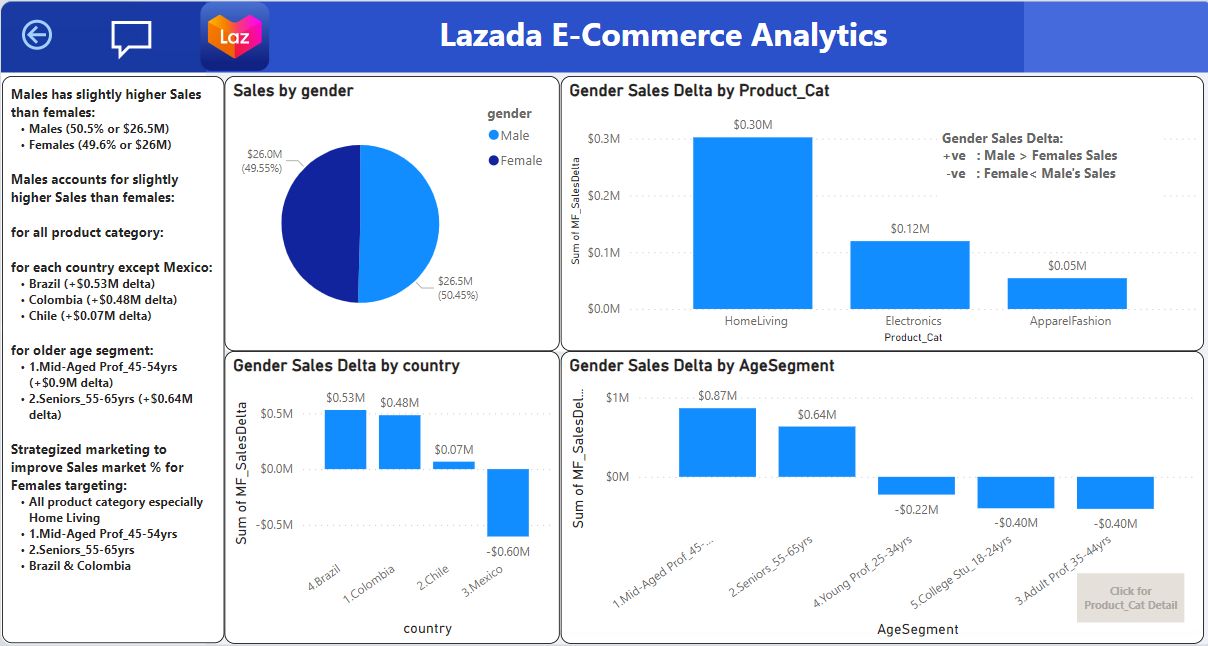 Laz
Lazada E-Commerce Analytics
Males has slightly higher Sales
than females:
• Males (50.5% or $26.5M)
• Females (49.6% or $26M)
Males accounts for slightly
higher Sales than females:
for all product category:
for each country except Mexico:
• Brazil (+$0.53M delta)
• Colombia (+$0.48M delta)
• Chile (+$0.07M delta)
for older age segment:
• 1.Mid-Aged Prof_45-54yrs
(+$0.9M delta)
• 2.Seniors_55-65yrs (+$0.64M
delta)
Strategized marketing to
improve Sales market % for
Females targeting:
• All product category especially
Home Living
• 1.Mid-Aged Prof_45-54yrs
• 2.Seniors_55-65yrs
• Brazil & Colombia
Sales by gender
gender
Male
Female
$26.0M
(49.55%)
$26.5M
(50.45%)
Gender Sales Delta by Product_Cat
Sum of MF_SalesDelta
$0.3M
$0.2M
$0.1M
$0.0M
$0.30M
$0.12M
$0.05M
Gender Sales Delta:
+ve : Male > Females Sales
-ve : Female< Male's Sales
HomeLiving
Electronics
ApparelFashion
Product_Cat
Gender Sales Delta by country
Sum of MF_SalesDelta
$0.5M
$0.0M
-$0.5M
$0.53M
$0.48M
$0.07M
-$0.60M
4.Brazil
1.Colombia
2.Chile
3.Mexico
country
Gender Sales Delta by AgeSegment
Sum of MF_SalesDel...
$1M
$0M
$0.87M
$0.64M
-$0.22M
-$0.40M
-$0.40M
1.Mid-Aged Prof_45-...
2.Seniors_55-65yrs
4.Young Prof_25-34yrs
5.College Stu_18-24yrs
3.Adult Prof_35-44yrs
AgeSegment
Click for
Product_Cat Detail